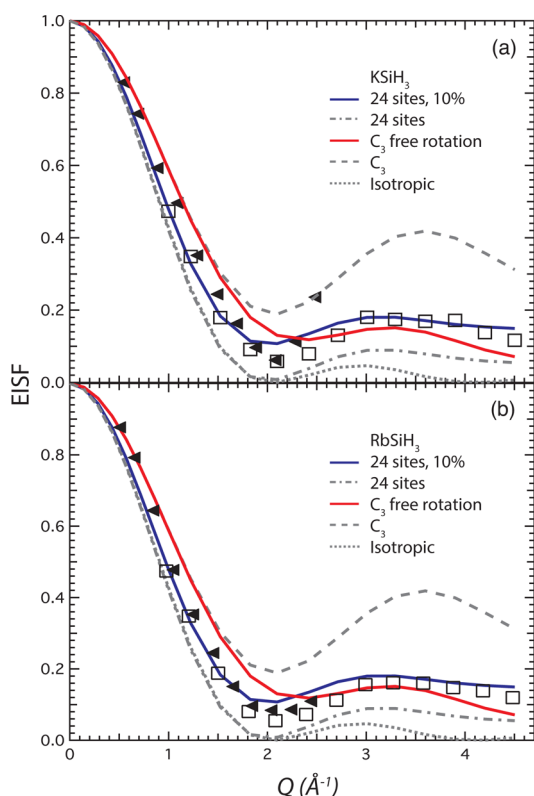 1.0
(a)
KSiH₃
24 sites, 10%
24 sites
C₃ free rotation
C₃
Isotropic
0.8
0.6
0.4
0.2
0.0
EISF
1.0
(b)
RbSiH₃
24 sites, 10%
24 sites
C₃ free rotation
C₃
Isotropic
0.8
0.6
0.4
0.2
0.0
0
1
2
3
4
Q (Å⁻¹)